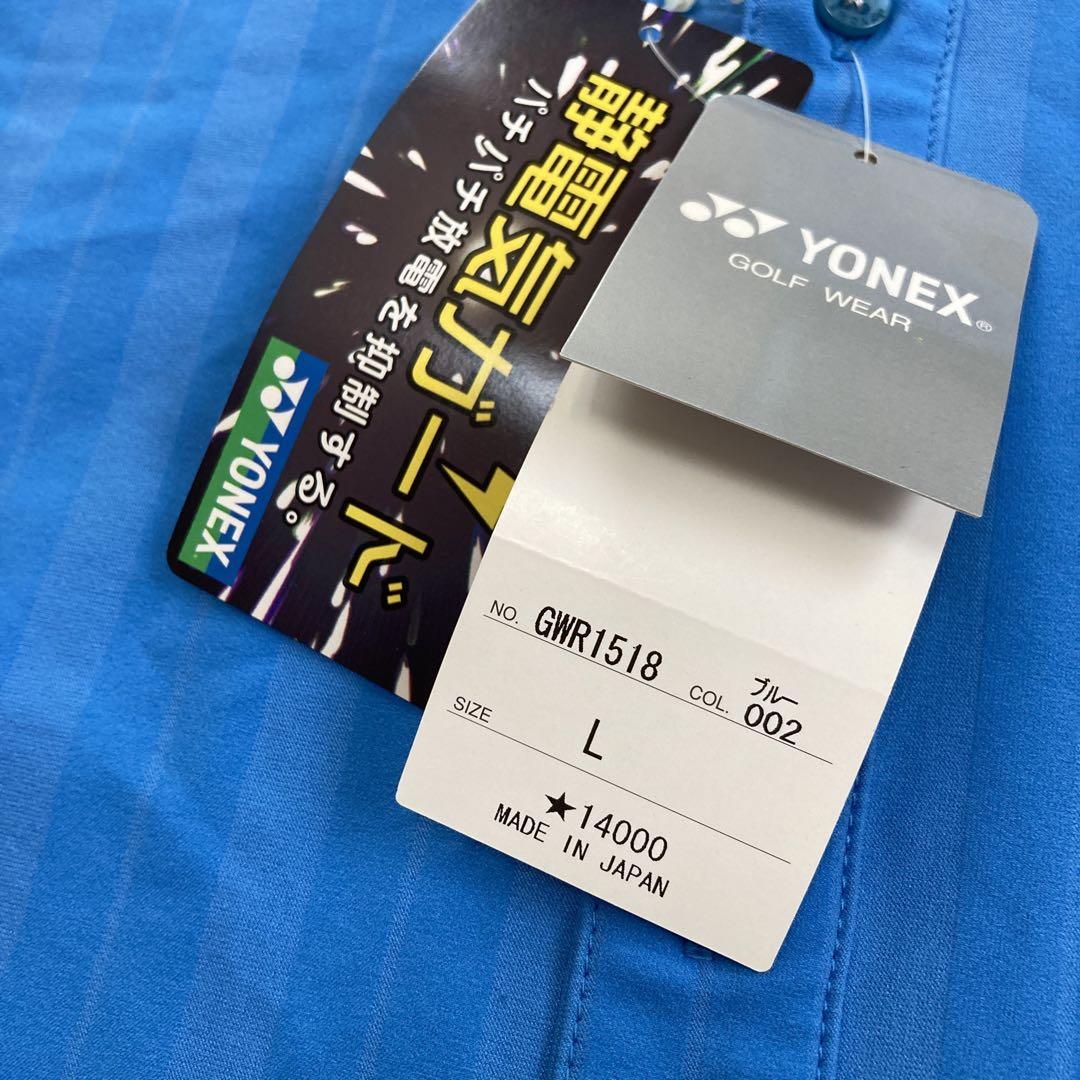 静電気ガード
パチパチ放電を抑制する。
YONEX
YONEX®
GOLF WEAR
NO. GWR1518 COL. ブルー 002
SIZE L
★14000
MADE IN JAPAN